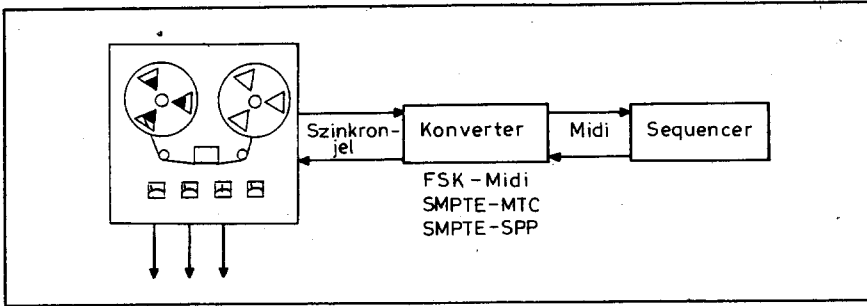 Szinkron-
jel
Konverter
Midi
Sequencer
FSK-Midi
SMPTE-MTC
SMPTE-SPP